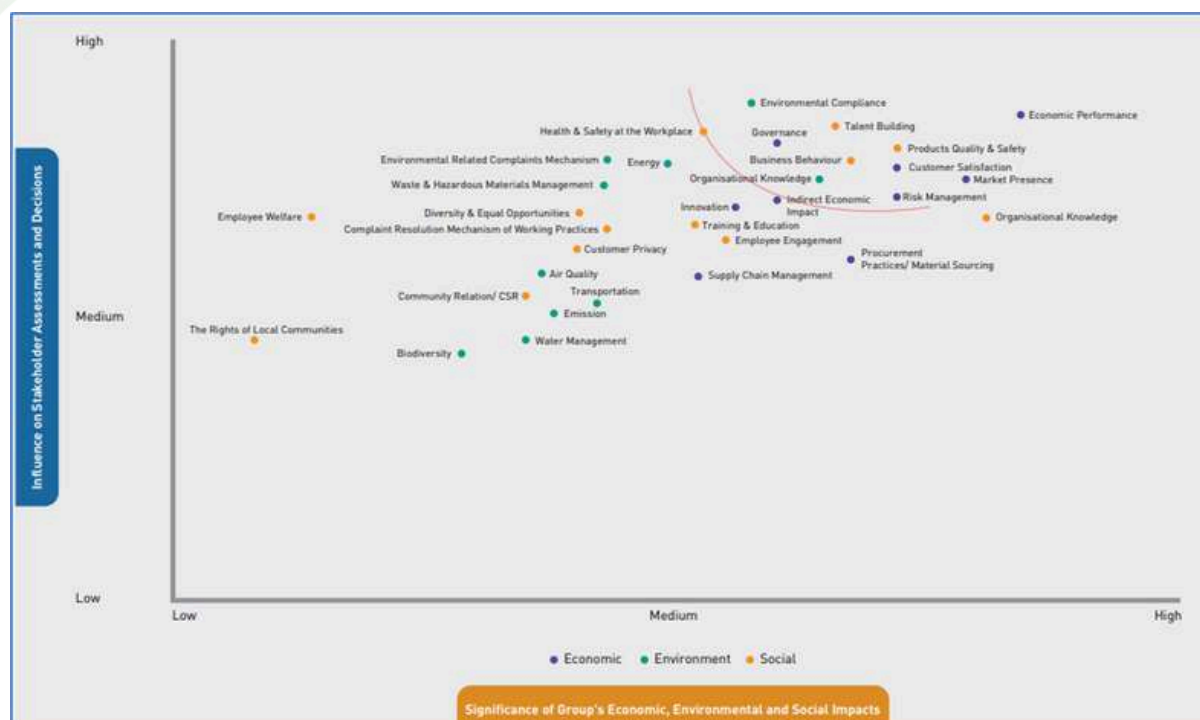 High
Environmental Compliance
Economic Performance
Talent Building
Health & Safety at the Workplace
Governance
Products Quality & Safety
Environmental Related Complaints Mechanism
Energy
Business Behaviour
Customer Satisfaction
Waste & Hazardous Materials Management
Organisational Knowledge
Market Presence
Innovation
Indirect Economic
Impact
Risk Management
Employee Welfare
Diversity & Equal Opportunities
Organisational Knowledge
Complaint Resolution Mechanism of Working Practices
Training & Education
Employee Engagement
Customer Privacy
Procurement
Practices/ Material Sourcing
Air Quality
Supply Chain Management
Community Relation/ CSR
Transportation
Emission
Medium
The Rights of Local Communities
Water Management
Biodiversity
Influence on Stakeholder Assessments and Decisions
Low
Low
Medium
High
Economic
Environment
Social
Significance of Group's Economic, Environmental and Social Impacts